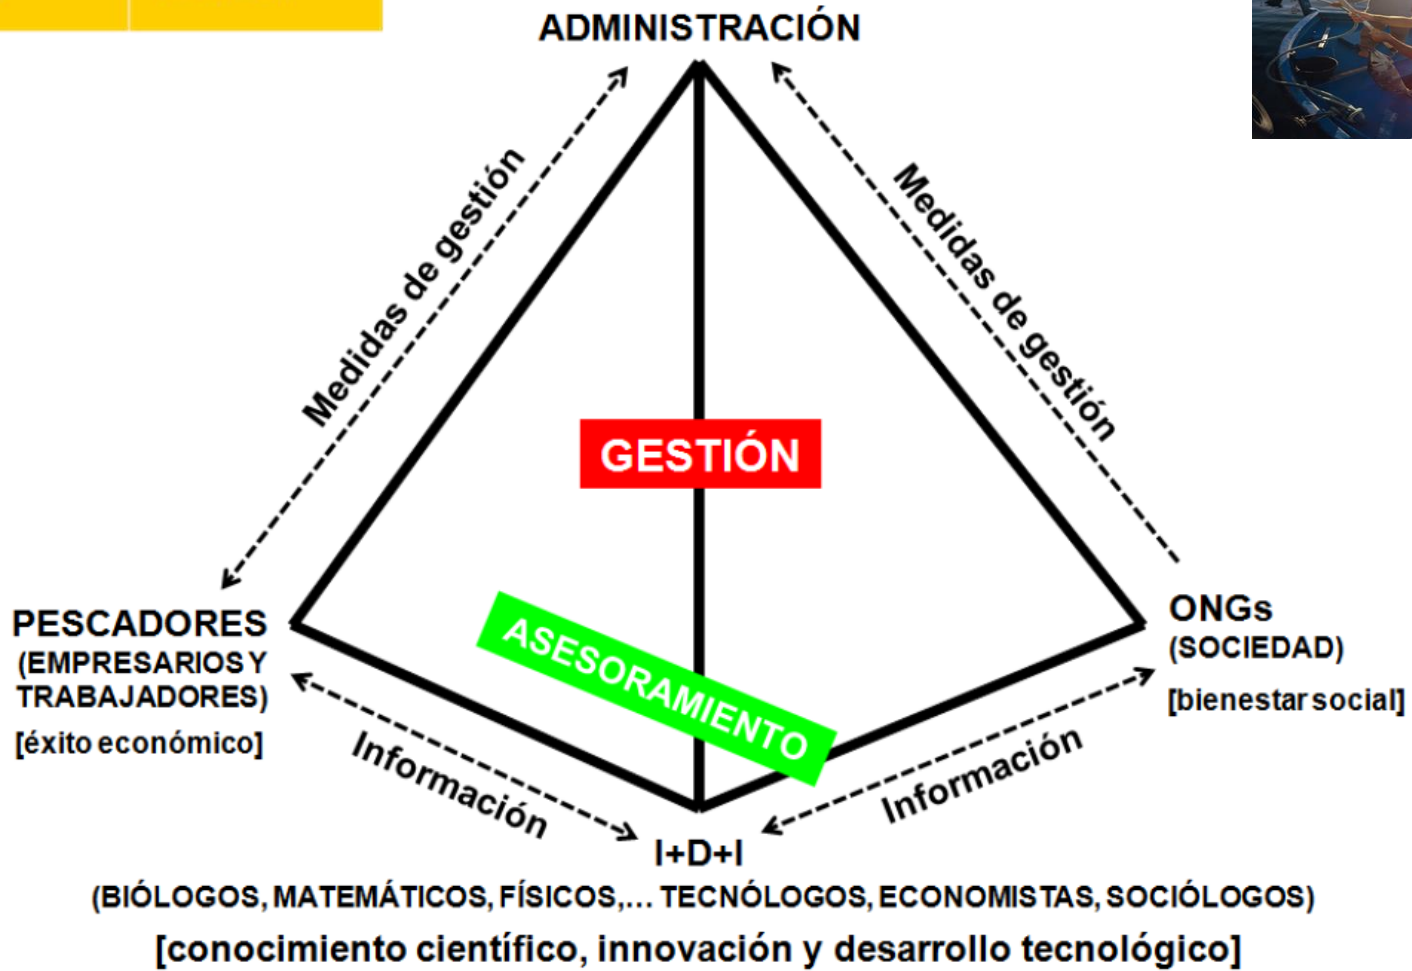 ADMINISTRACIÓN
Medidas de gestión
Medidas de gestión
GESTIÓN
ASESORAMIENTO
PESCADORES
(EMPRESARIOS Y
TRABAJADORES)
[éxito económico]
ONGs
(SOCIEDAD)
[bienestar social]
Información
Información
I+D+I
(BIÓLOGOS, MATEMÁTICOS, FÍSICOS,... TECNÓLOGOS, ECONOMISTAS, SOCIÓLOGOS)
[conocimiento científico, innovación y desarrollo tecnológico]